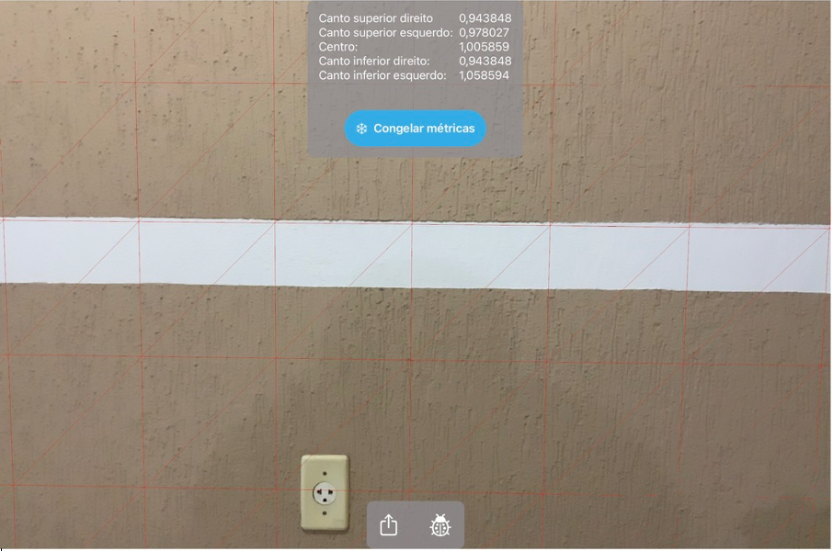 Canto superior direito 0,943848
Canto superior esquerdo: 0,978027
Centro: 1,005859
Canto inferior direito: 0,943848
Canto inferior esquerdo: 1,058594
Congelar métricas